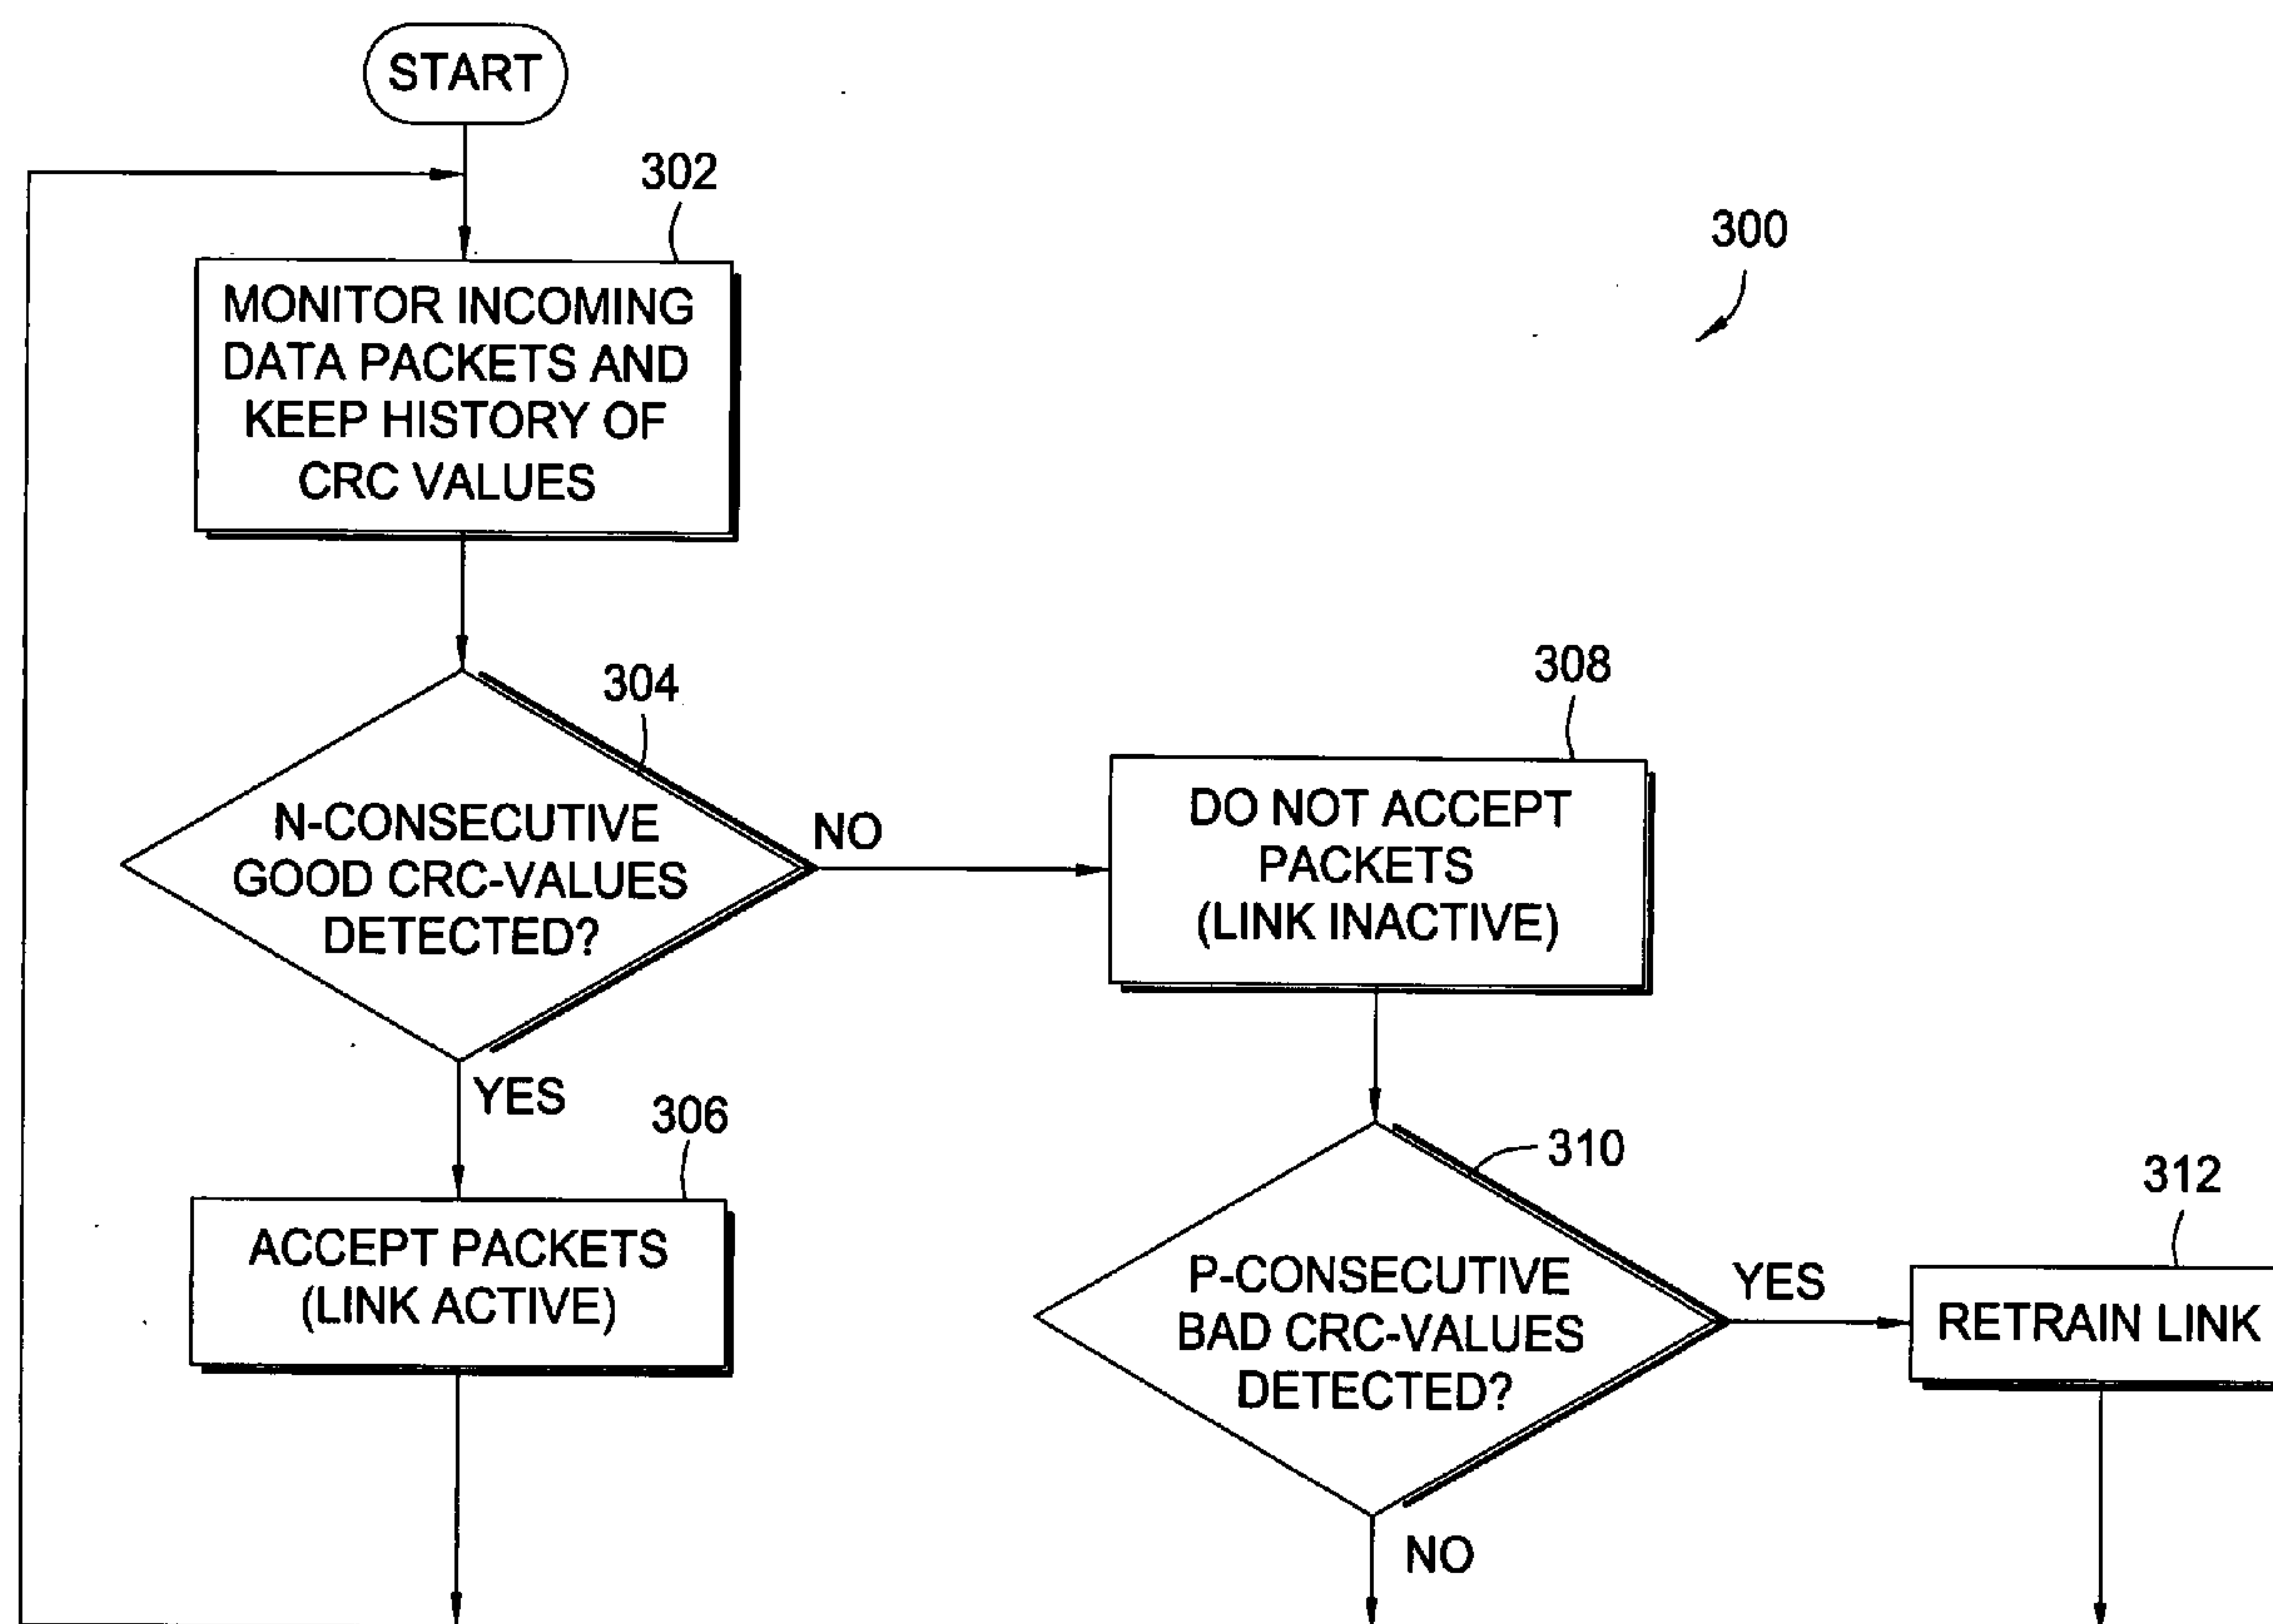 START
302
300
MONITOR INCOMING
DATA PACKETS AND
KEEP HISTORY OF
CRC VALUES
304
N-CONSECUTIVE
GOOD CRC-VALUES
DETECTED?
NO
308
DO NOT ACCEPT
PACKETS
(LINK INACTIVE)
YES
306
ACCEPT PACKETS
(LINK ACTIVE)
310
P-CONSECUTIVE
BAD CRC-VALUES
DETECTED?
YES
312
RETRAIN LINK
NO